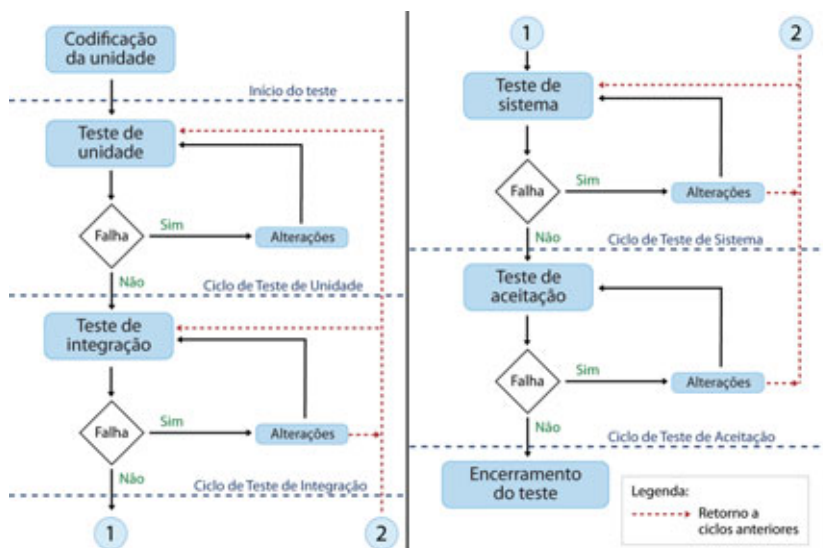 Codificação
da unidade
Início do teste
Teste de
unidade
Falha
Sim
Alterações
Não
Ciclo de Teste de Unidade
Teste de
integração
Falha
Sim
Alterações
Não
Ciclo de Teste de Integração
1
2
1
2
Teste de
sistema
Falha
Sim
Alterações
Não
Ciclo de Teste de Sistema
Teste de
aceitação
Falha
Sim
Alterações
Não
Ciclo de Teste de Aceitação
Encerramento
do teste
Legenda:
Retorno a
ciclos anteriores